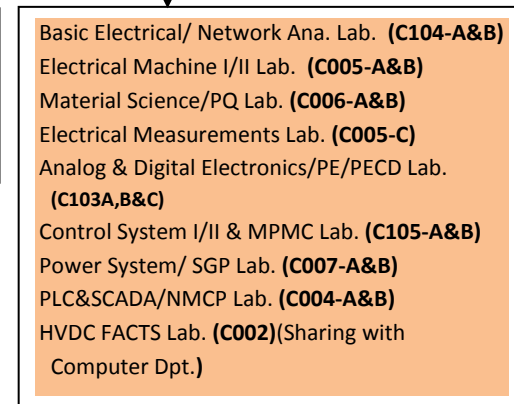 Basic Electrical/ Network Ana. Lab. (C104-A&B)
Electrical Machine I/II Lab. (C005-A&B)
Material Science/PQ Lab. (C006-A&B)
Electrical Measurements Lab. (C005-C)
Analog & Digital Electronics/PE/PECD Lab.
(C103A,B&C)
Control System I/II & MPMC Lab. (C105-A&B)
Power System/ SGP Lab. (C007-A&B)
PLC&SCADA/NMCP Lab. (C004-A&B)
HVDC FACTS Lab. (C002)(Sharing with
Computer Dpt.)